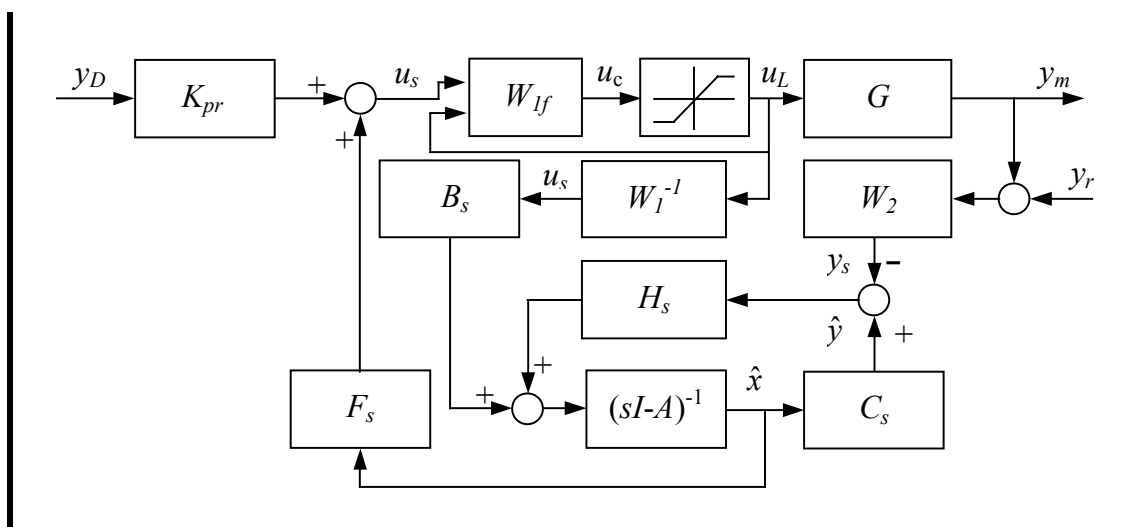 y_D
K_pr
+
+
u_s
W_1f
u_c
u_L
G
y_m
y_r
B_s
u_s
W_1^-1
W_2
y_s
-
H_s
ŷ
+
+
+
F_s
(sI-A)^-1
x̂
C_s